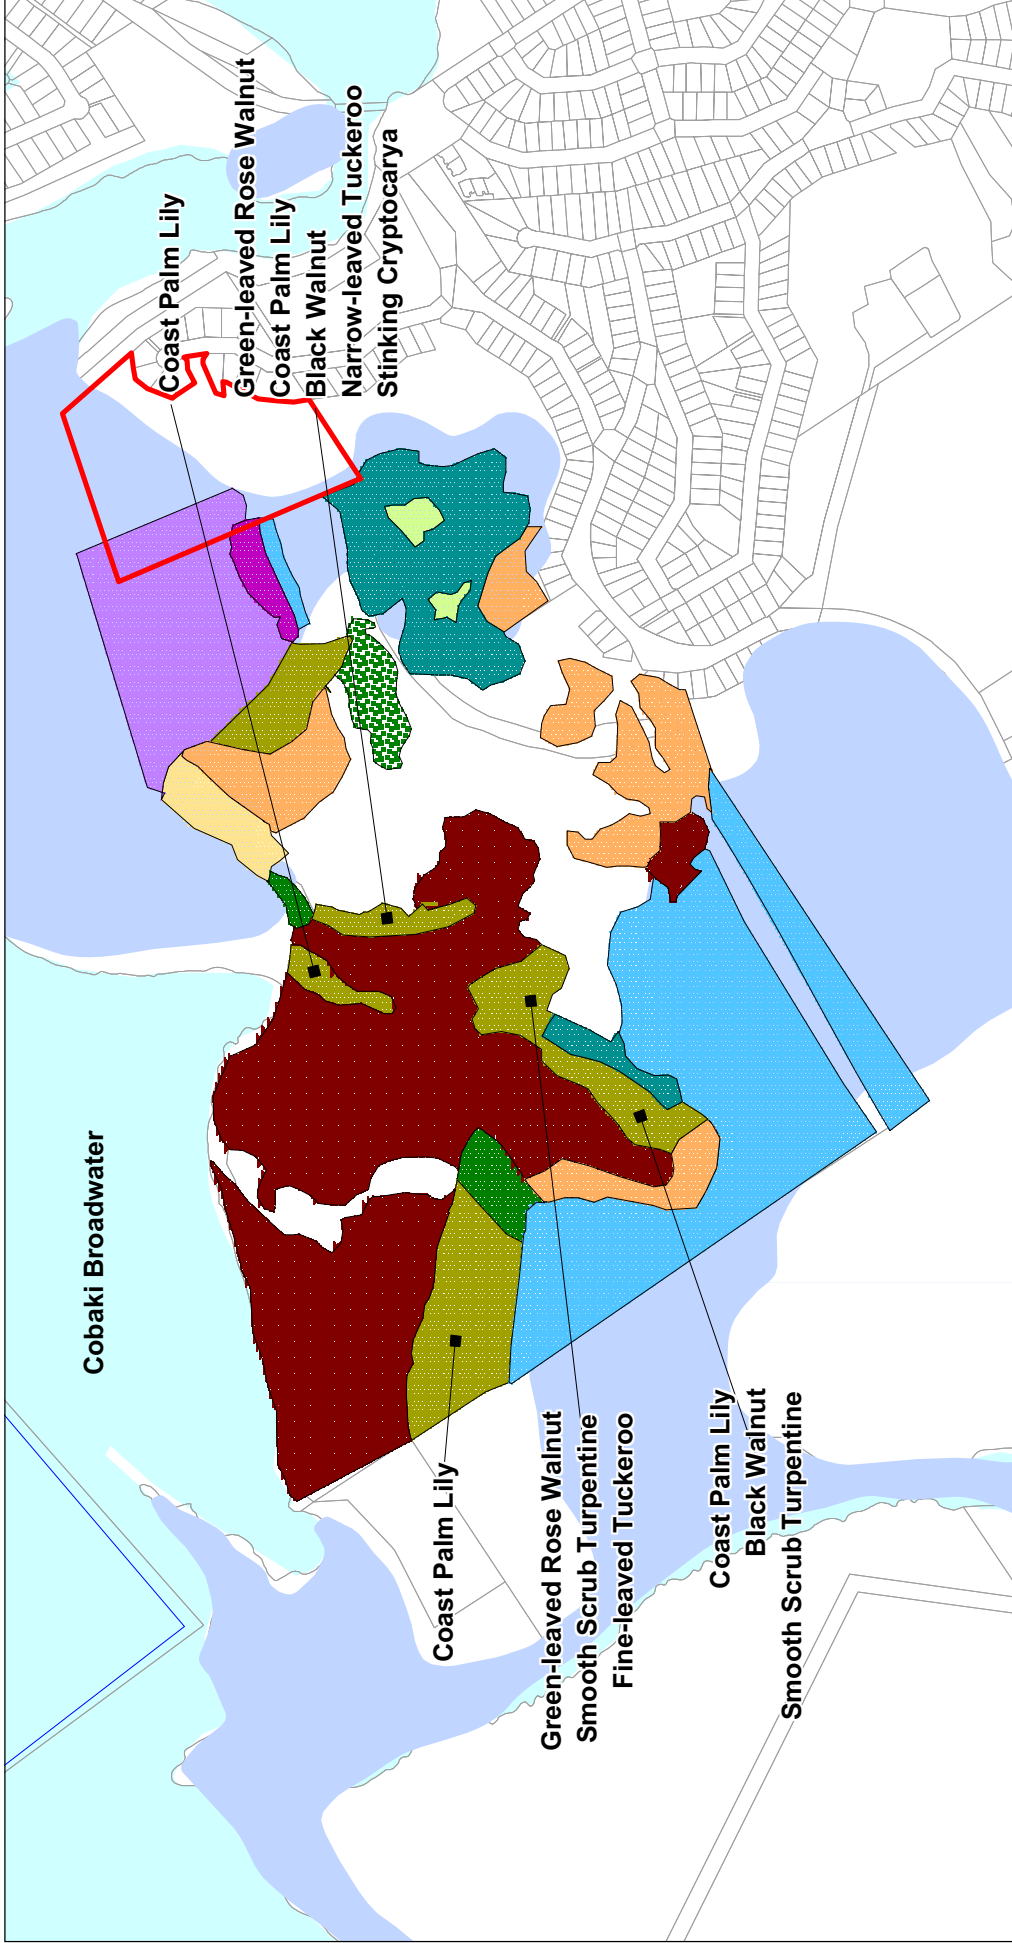 Cobaki Broadwater
Coast Palm Lily
Green-leaved Rose Walnut
Coast Palm Lily
Black Walnut
Narrow-leaved Tuckeroo
Stinking Cryptocarya
Coast Palm Lily
Green-leaved Rose Walnut
Smooth Scrub Turpentine
Fine-leaved Tuckeroo
Coast Palm Lily
Black Walnut
Smooth Scrub Turpentine